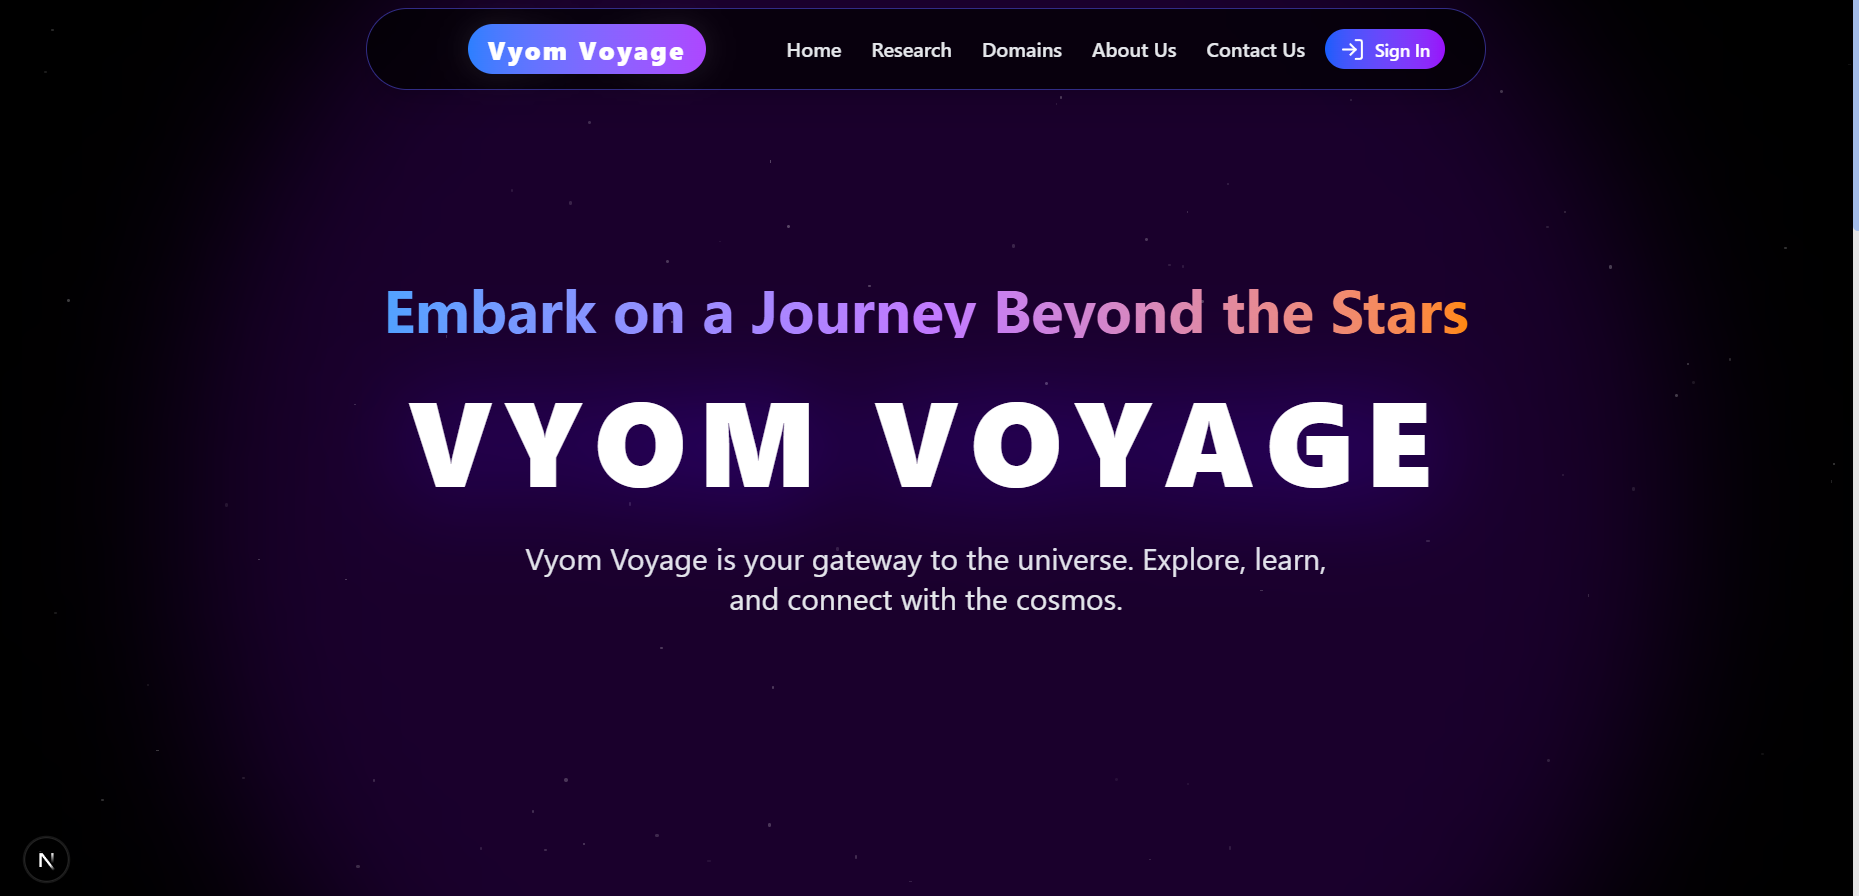 Vyom Voyage
Home Research Domains About Us Contact Us Sign In
Embark on a Journey Beyond the Stars
VYOM VOYAGE
Vyom Voyage is your gateway to the universe. Explore, learn,
and connect with the cosmos.
N